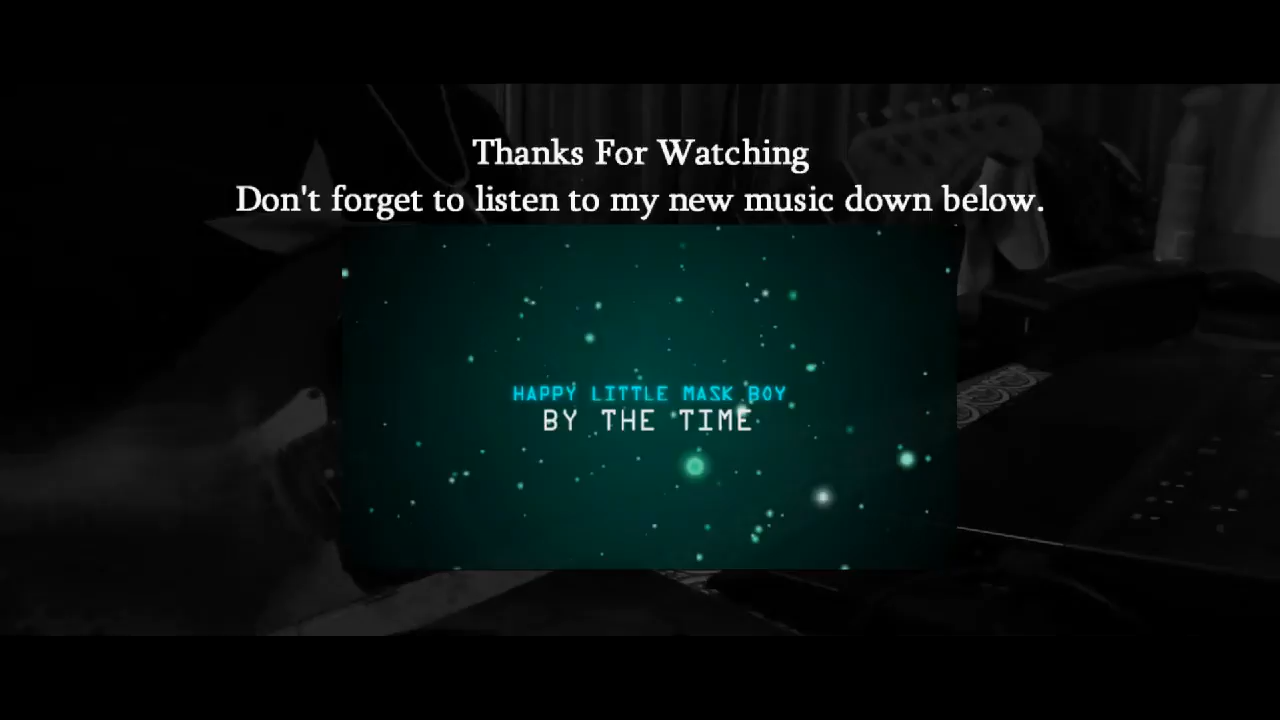 Thanks For Watching
Don't forget to listen to my new music down below.
HAPPY LITTLE MASK BOY
BY THE TIME